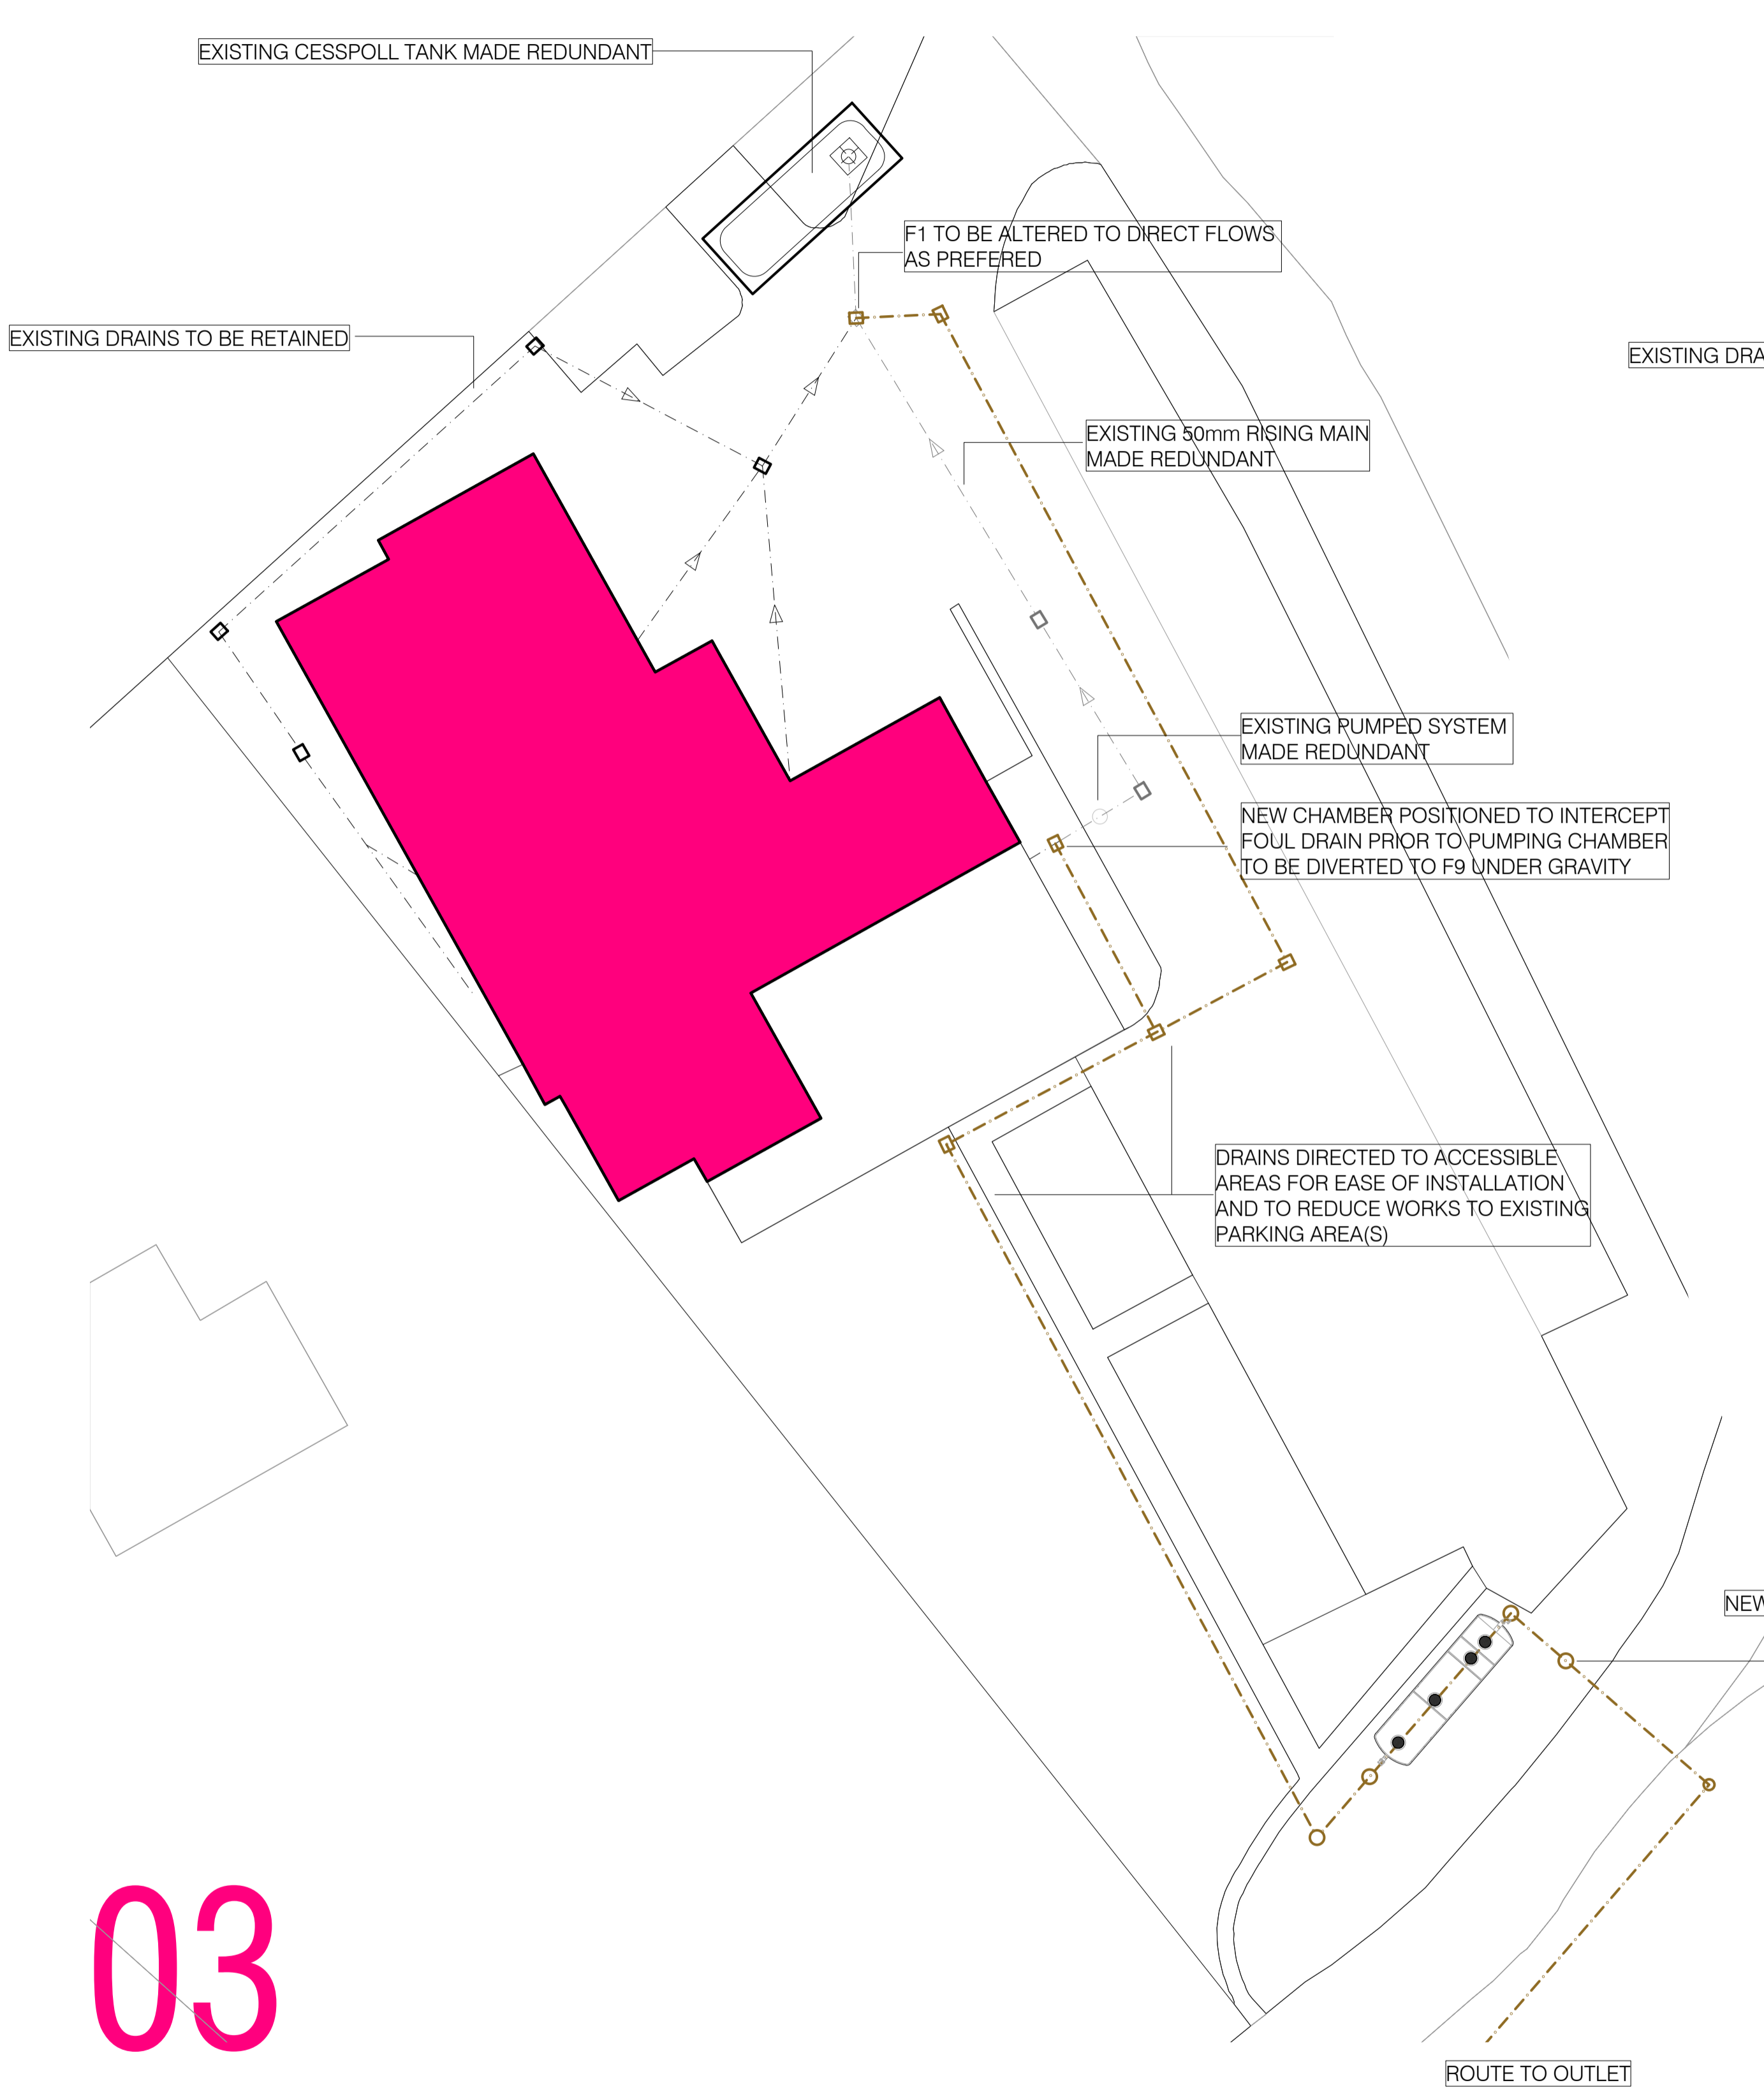 EXISTING CESSPOLL TANK MADE REDUNDANT
F1 TO BE ALTERED TO DIRECT FLOWS
AS PREFERED
EXISTING DRAINS TO BE RETAINED
EXISTING DRA
EXISTING 50mm RISING MAIN
MADE REDUNDANT
EXISTING PUMPED SYSTEM
MADE REDUNDANT
NEW CHAMBER POSITIONED TO INTERCEPT
FOUL DRAIN PRIOR TO PUMPING CHAMBER
TO BE DIVERTED TO F9 UNDER GRAVITY
DRAINS DIRECTED TO ACCESSIBLE
AREAS FOR EASE OF INSTALLATION
AND TO REDUCE WORKS TO EXISTING
PARKING AREA(S)
NEW
03
ROUTE TO OUTLET